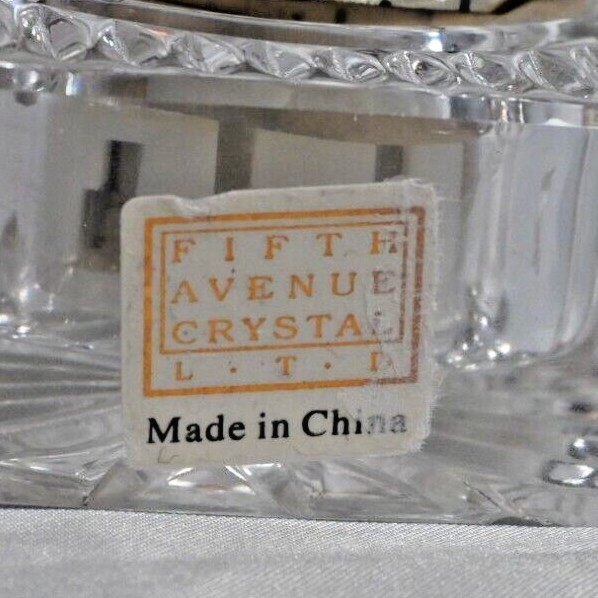 FIFTH
AVENUE
CRYSTAL
L·T·D
Made in China